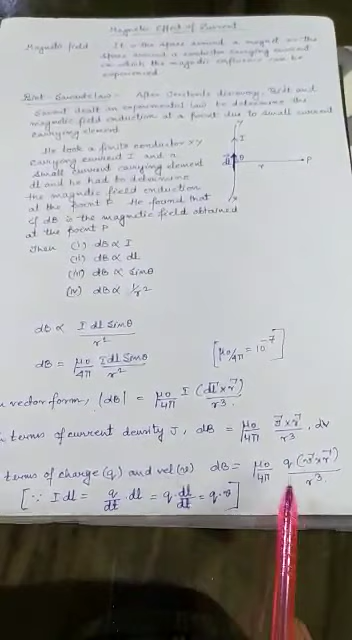 Magnetic Effect of Current
Magnetic field It is the space around a magnet or the
space around a conductor carrying current
in which the magnetic influence can be
experienced
Biot-Savart's law - After Oersted's discovery, Biot and
Savart dealt an experimental law to determine the
magnetic field induction at a point due to small current
carrying element
He took a finite conductor xy
carrying current I and a
small current carrying element
dl and he had to determine
the magnetic field induction
at the point P He found that
if dB is the magnetic field obtained
at the point P
y
I
dl
θ
r
P
x
Then (i) dB ∝ I
(ii) dB ∝ dl
(iii) dB ∝ sinθ
(iv) dB ∝ 1/r²
dB ∝ I dl sinθ / r²
dB = μ₀/4π I dl sinθ / r² [μ₀/4π = 10⁻⁷]
vector form, |dB| = μ₀/4π I (dl⃗ × r⃗) / r³.
terms of current density J, dB = μ₀/4π J⃗ × r⃗ / r³ . dv
terms of charge (q) and vel (v) dB = μ₀/4π q (v⃗ × r⃗) / r³.
[∵ I dl = q/dt . dl = q . dl/dt = q . v]